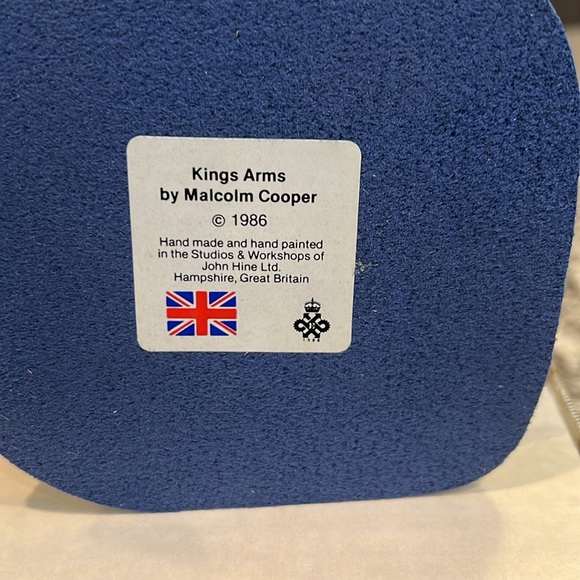 Kings Arms
by Malcolm Cooper
© 1986
Hand made and hand painted
in the Studios & Workshops of
John Hine Ltd.
Hampshire, Great Britain